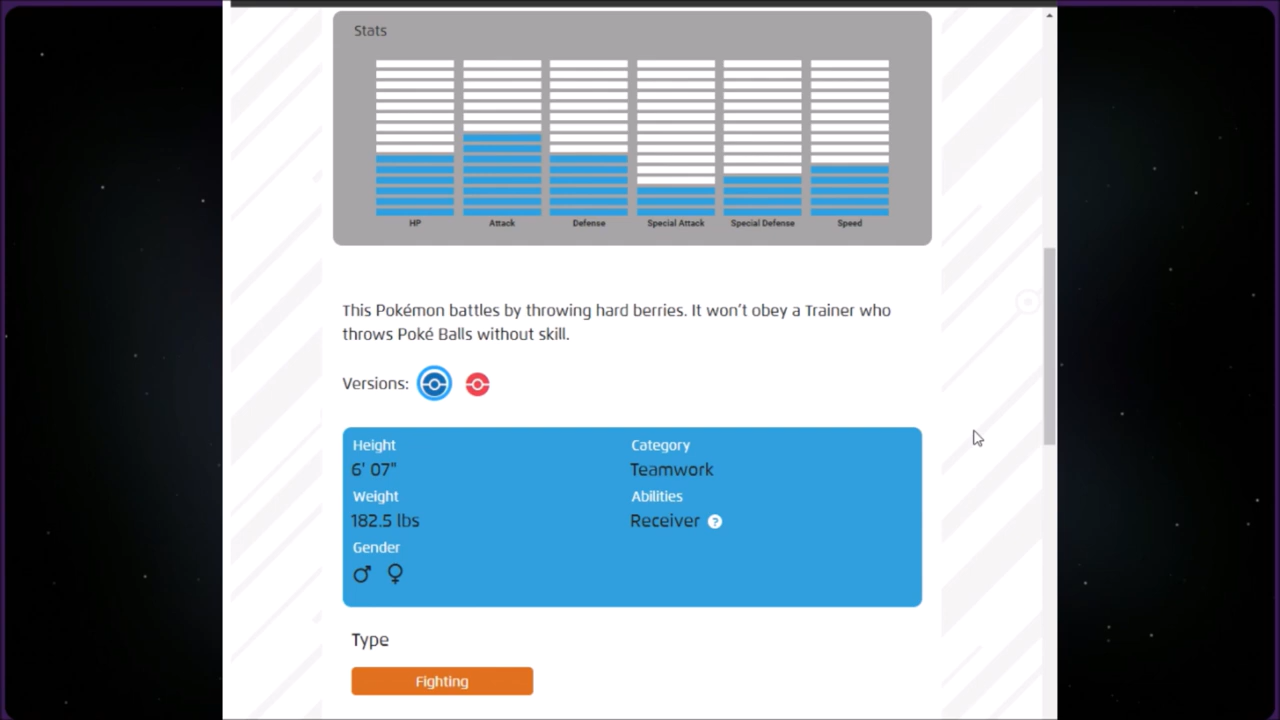 Stats
HP Attack Defense Special Attack Special Defense Speed
This Pokémon battles by throwing hard berries. It won’t obey a Trainer who
throws Poké Balls without skill.
Versions:
Height
6' 07"
Weight
182.5 lbs
Gender
♂ ♀
Category
Teamwork
Abilities
Receiver ?
Type
Fighting